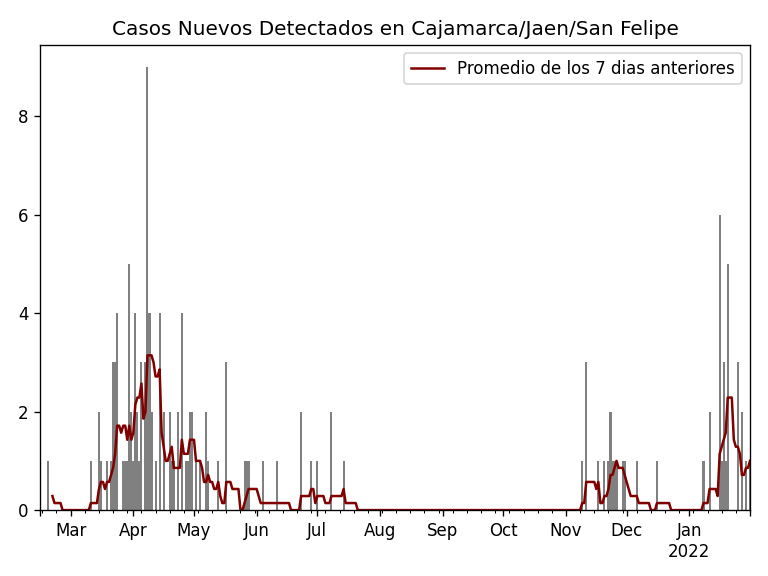 Casos Nuevos Detectados en Cajamarca/Jaen/San Felipe
Promedio de los 7 dias anteriores
8
6
4
2
0
Mar Apr May Jun Jul Aug Sep Oct Nov Dec Jan
2022